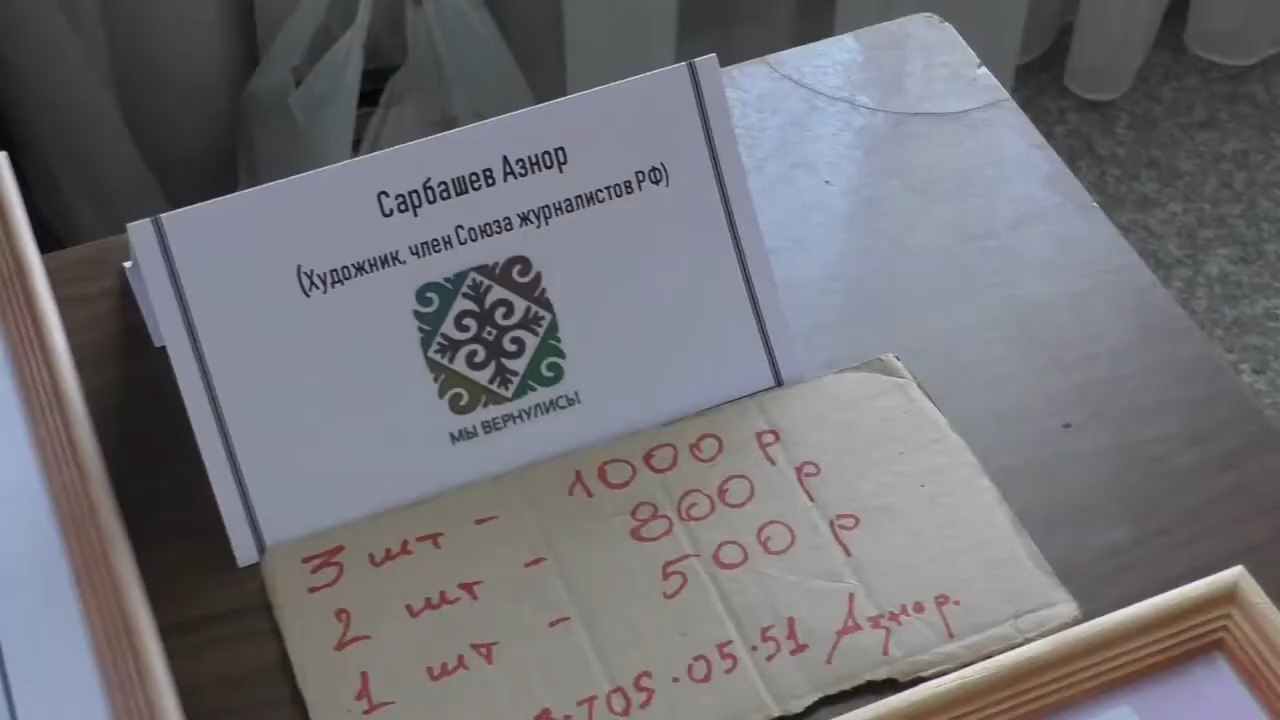 Сарбашев Азнор
(Художник, член Союза журналистов РФ)
МЫ ВЕРНУЛИСЬ!
3 шт - 1000 р
2 шт - 800 р
1 шт - 500 р
705.05.51 Азнор.